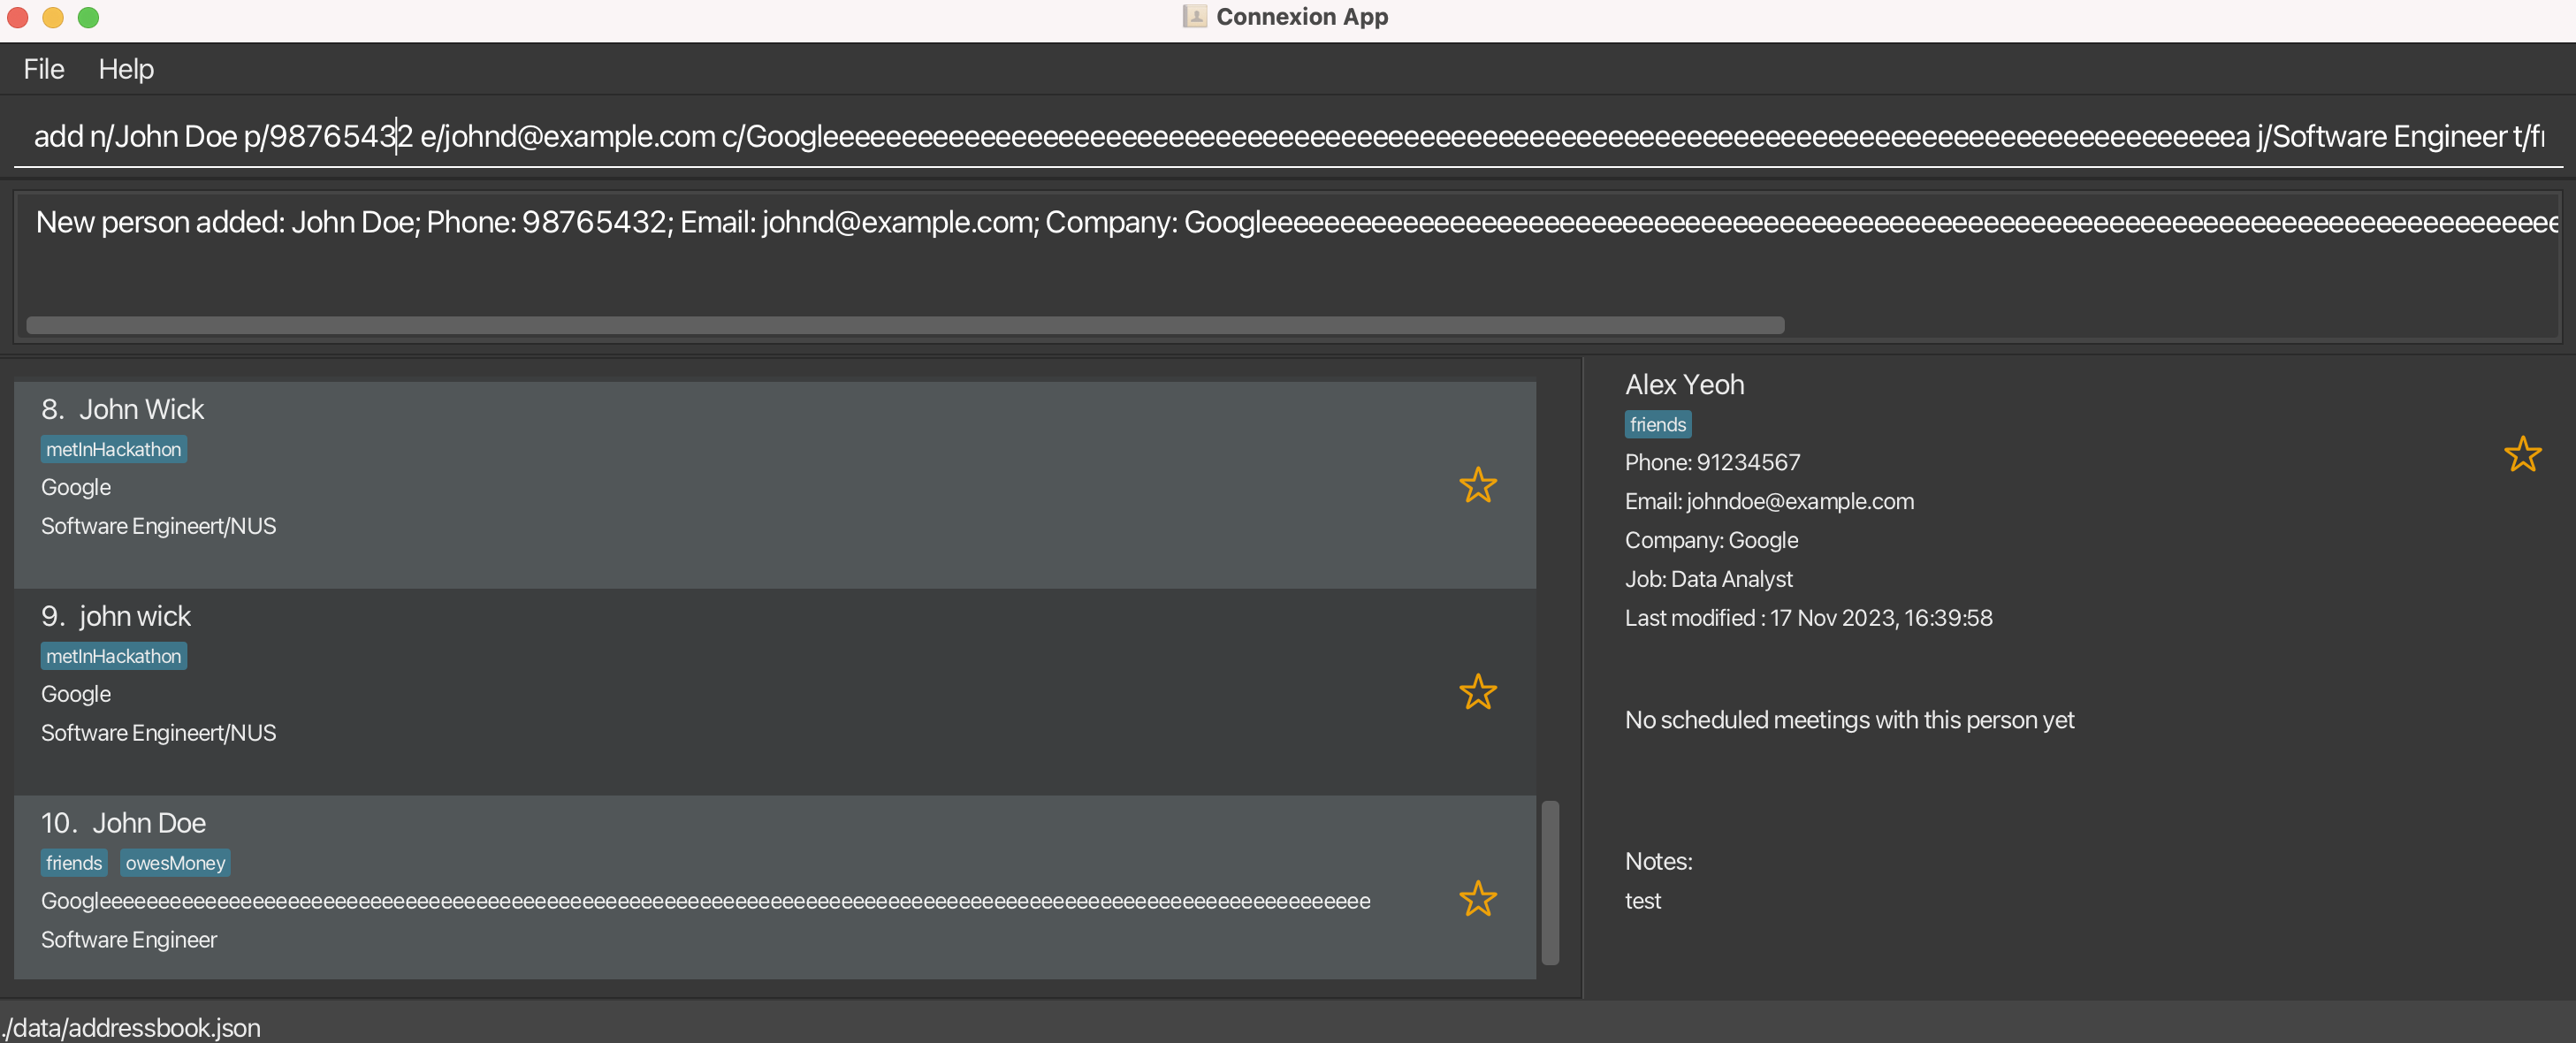 Connexion App
File Help
add n/John Doe p/98765432 e/johnd@example.com c/Googleeeeeeeeeeeeeeeeeeeeeeeeeeeeeeeeeeeeeeeeeeeeeeeeeeeeeeeeeeeeeeeeeeeeeeeeeeeeeeeeeeeeeeeeeeeeeeeea j/Software Engineer t/fr
New person added: John Doe; Phone: 98765432; Email: johnd@example.com; Company: Googleeeeeeeeeeeeeeeeeeeeeeeeeeeeeeeeeeeeeeeeeeeeeeeeeeeeeeeeeeeeeeeeeeeeeeeeeeeeeeeeeee
8. John Wick
metInHackathon
Google
Software Engineert/NUS
9. john wick
metInHackathon
Google
Software Engineert/NUS
10. John Doe
friends owesMoney
Googleeeeeeeeeeeeeeeeeeeeeeeeeeeeeeeeeeeeeeeeeeeeeeeeeeeeeeeeeeeeeeeeeeeeeeeeeeeeeeeeeeeeeeeeeeeeeeeeeeeeeeeeeee
Software Engineer
Alex Yeoh
friends
Phone: 91234567
Email: johndoe@example.com
Company: Google
Job: Data Analyst
Last modified : 17 Nov 2023, 16:39:58
No scheduled meetings with this person yet
Notes:
test
./data/addressbook.json